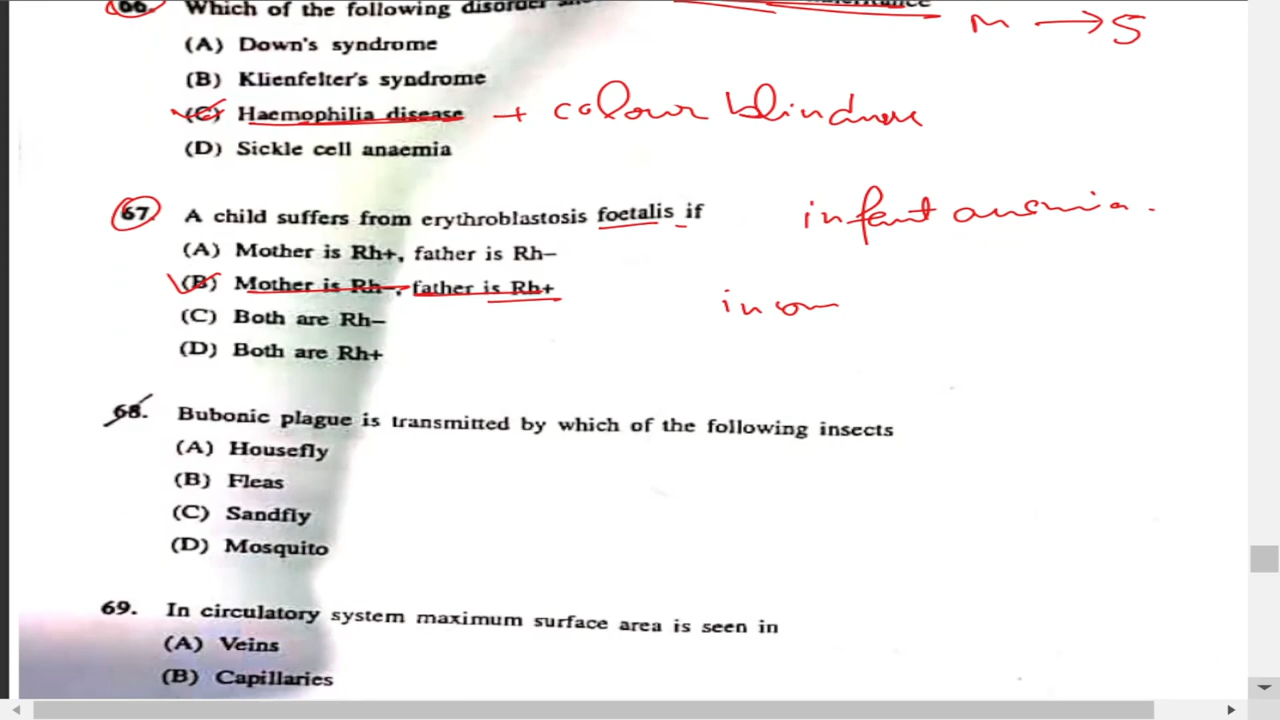 66. Which of the following disorder
m → S
(A) Down's syndrome
(B) Klienfelter's syndrome
(C) Haemophilia disease + colour blindness
(D) Sickle cell anaemia
67. A child suffers from erythroblastosis foetalis if
infant anemia.
(A) Mother is Rh+, father is Rh–
(B) Mother is Rh–, father is Rh+
(C) Both are Rh–
(D) Both are Rh+
68. Bubonic plague is transmitted by which of the following insects
(A) Housefly
(B) Fleas
(C) Sandfly
(D) Mosquito
69. In circulatory system maximum surface area is seen in
(A) Veins
(B) Capillaries